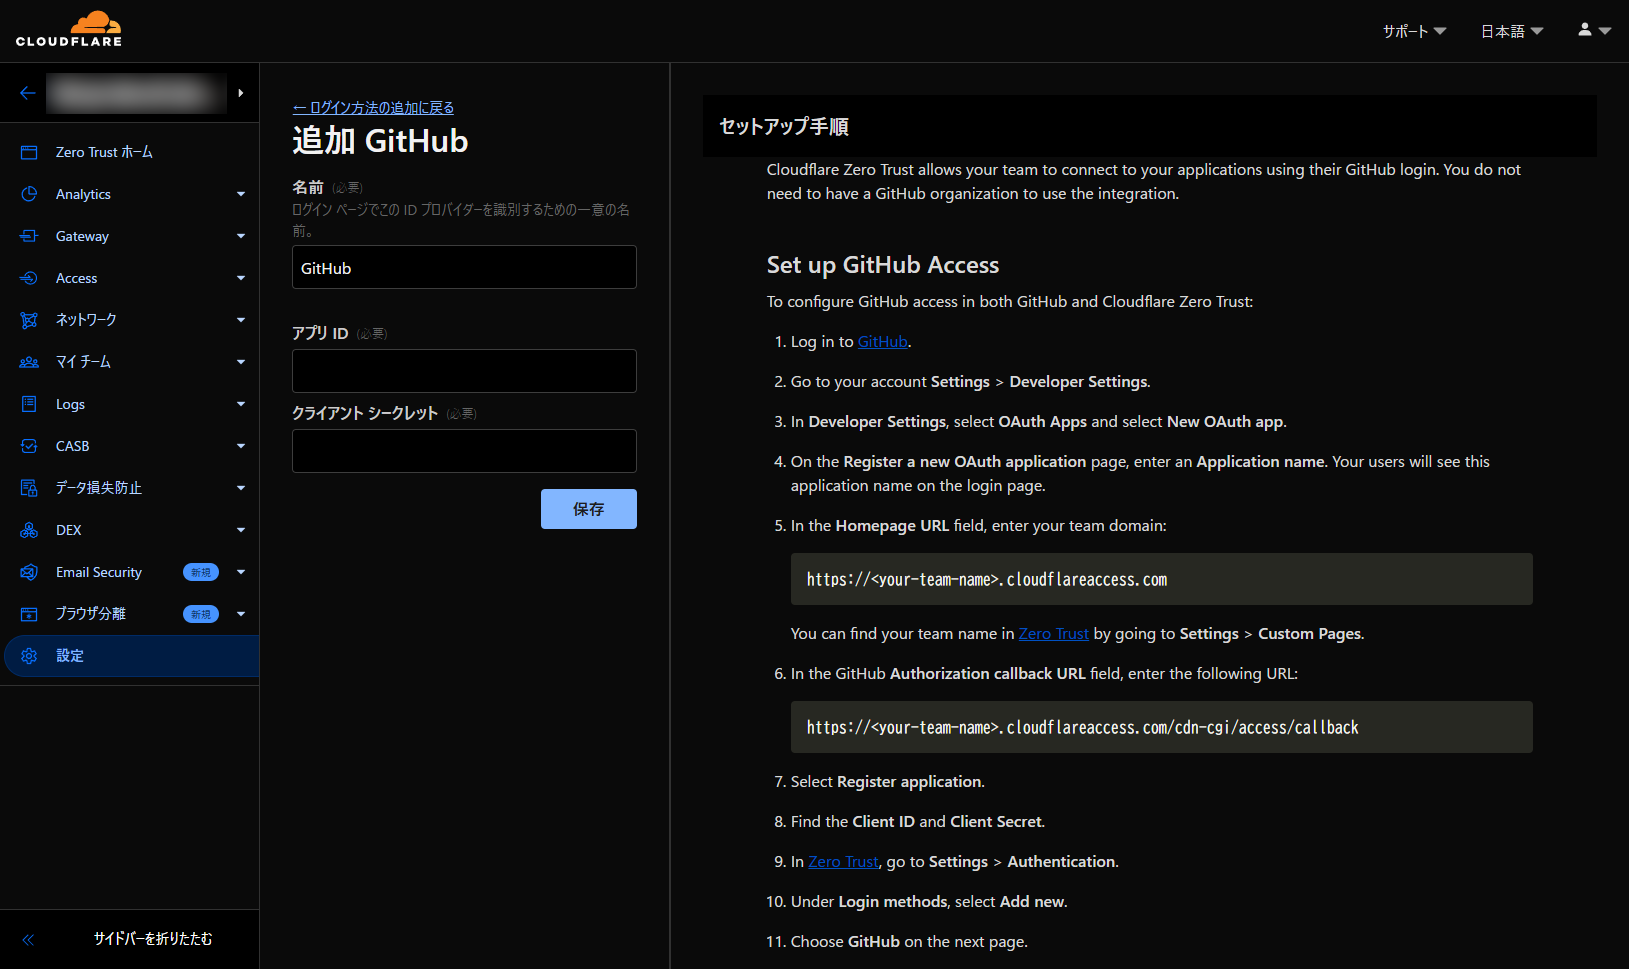 CLOUDFLARE
サポート
日本語
Zero Trust ホーム
Analytics
Gateway
Access
ネットワーク
マイ チーム
Logs
CASB
データ損失防止
DEX
Email Security 新規
ブラウザ分離 新規
設定
サイドバーを折りたたむ
← ログイン方法の追加に戻る
追加 GitHub
名前 (必要)
ログイン ページでこの ID プロバイダーを識別するための一意の名
前。
GitHub
アプリ ID (必要)
クライアント シークレット (必要)
保存
セットアップ手順
Cloudflare Zero Trust allows your team to connect to your applications using their GitHub login. You do not
need to have a GitHub organization to use the integration.
Set up GitHub Access
To configure GitHub access in both GitHub and Cloudflare Zero Trust:
1. Log in to GitHub.
2. Go to your account Settings > Developer Settings.
3. In Developer Settings, select OAuth Apps and select New OAuth app.
4. On the Register a new OAuth application page, enter an Application name. Your users will see this
application name on the login page.
5. In the Homepage URL field, enter your team domain:
https://<your-team-name>.cloudflareaccess.com
You can find your team name in Zero Trust by going to Settings > Custom Pages.
6. In the GitHub Authorization callback URL field, enter the following URL:
https://<your-team-name>.cloudflareaccess.com/cdn-cgi/access/callback
7. Select Register application.
8. Find the Client ID and Client Secret.
9. In Zero Trust, go to Settings > Authentication.
10. Under Login methods, select Add new.
11. Choose GitHub on the next page.